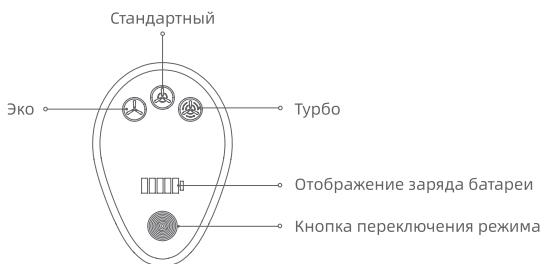 Стандартный
Эко
Турбо
Отображение заряда батареи
Кнопка переключения режима